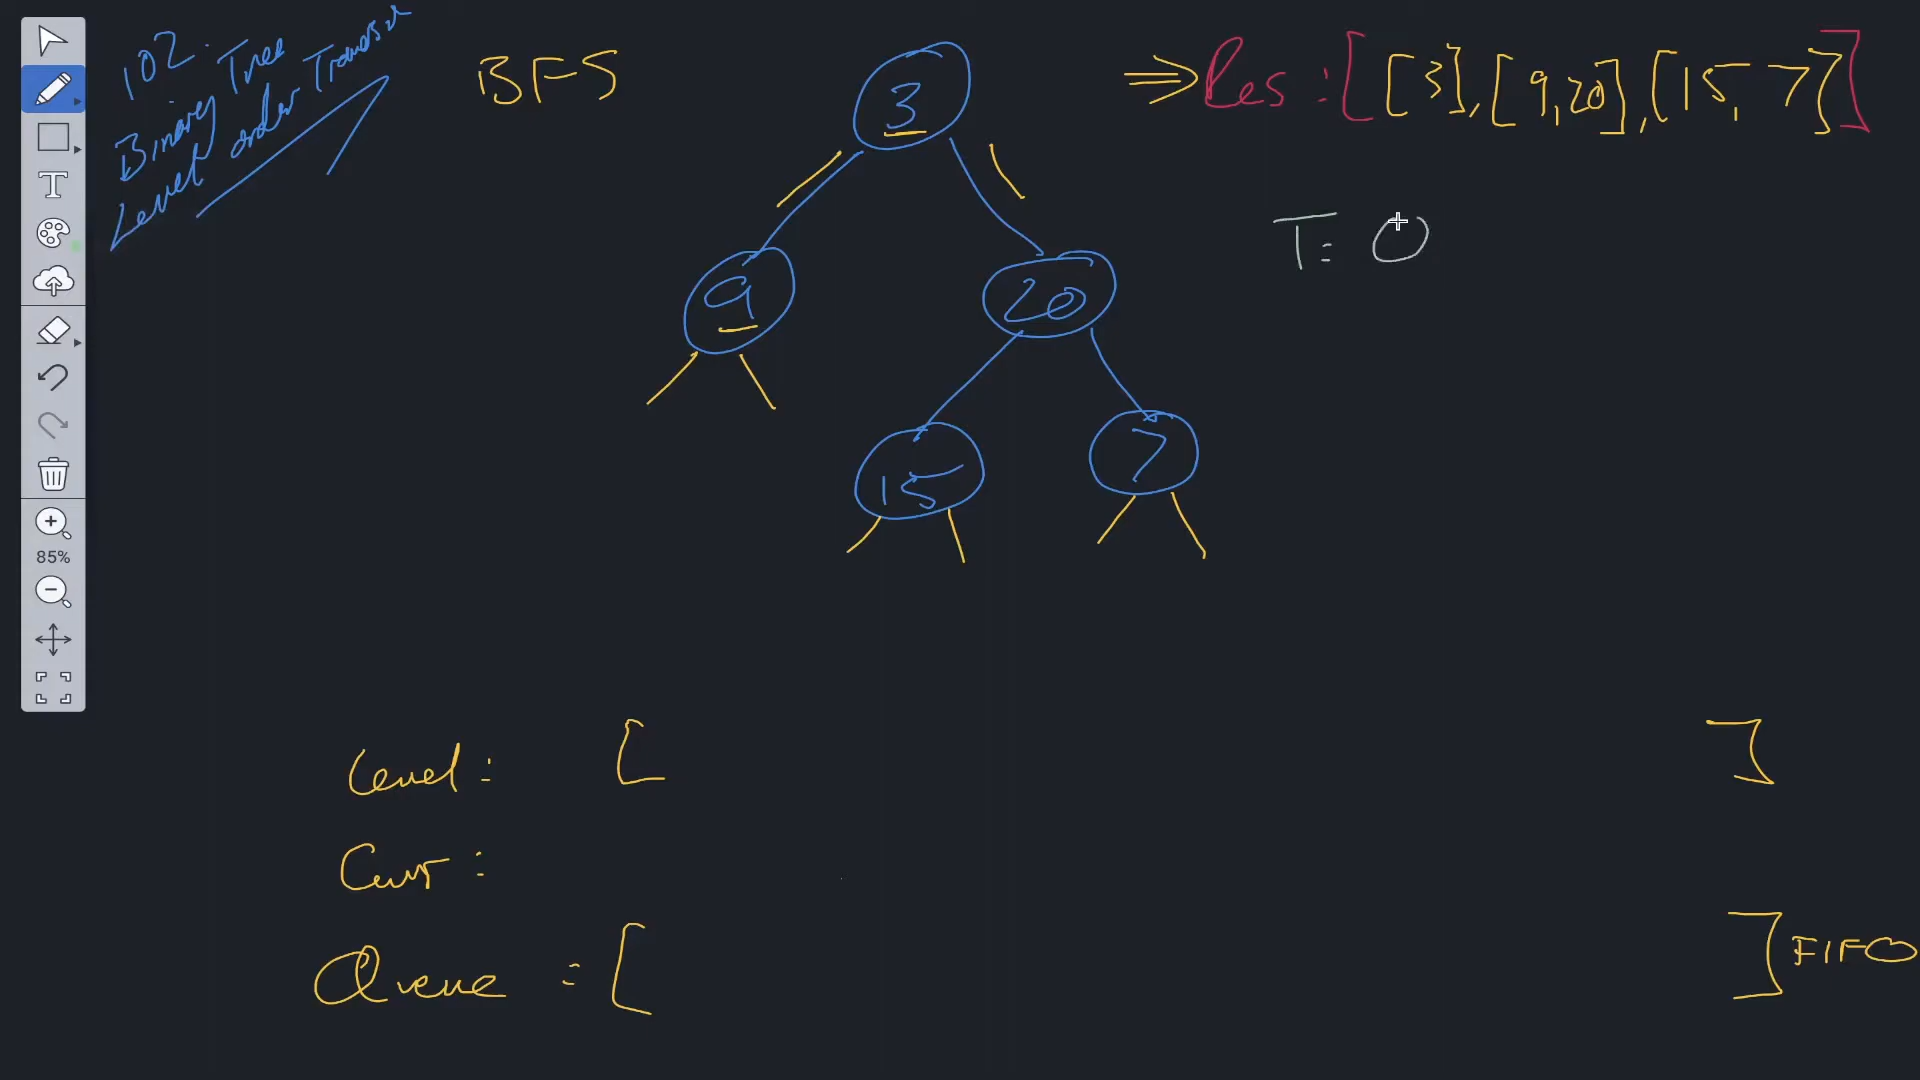 102. Binary Tree
Level order Traversal
BFS
3
⇒ Res : [ [3], [9,20], [15, 7] ]
T = O
9
20
15
7
85%
Level : [ ]
Curr :
Queue = [ ] FIFO